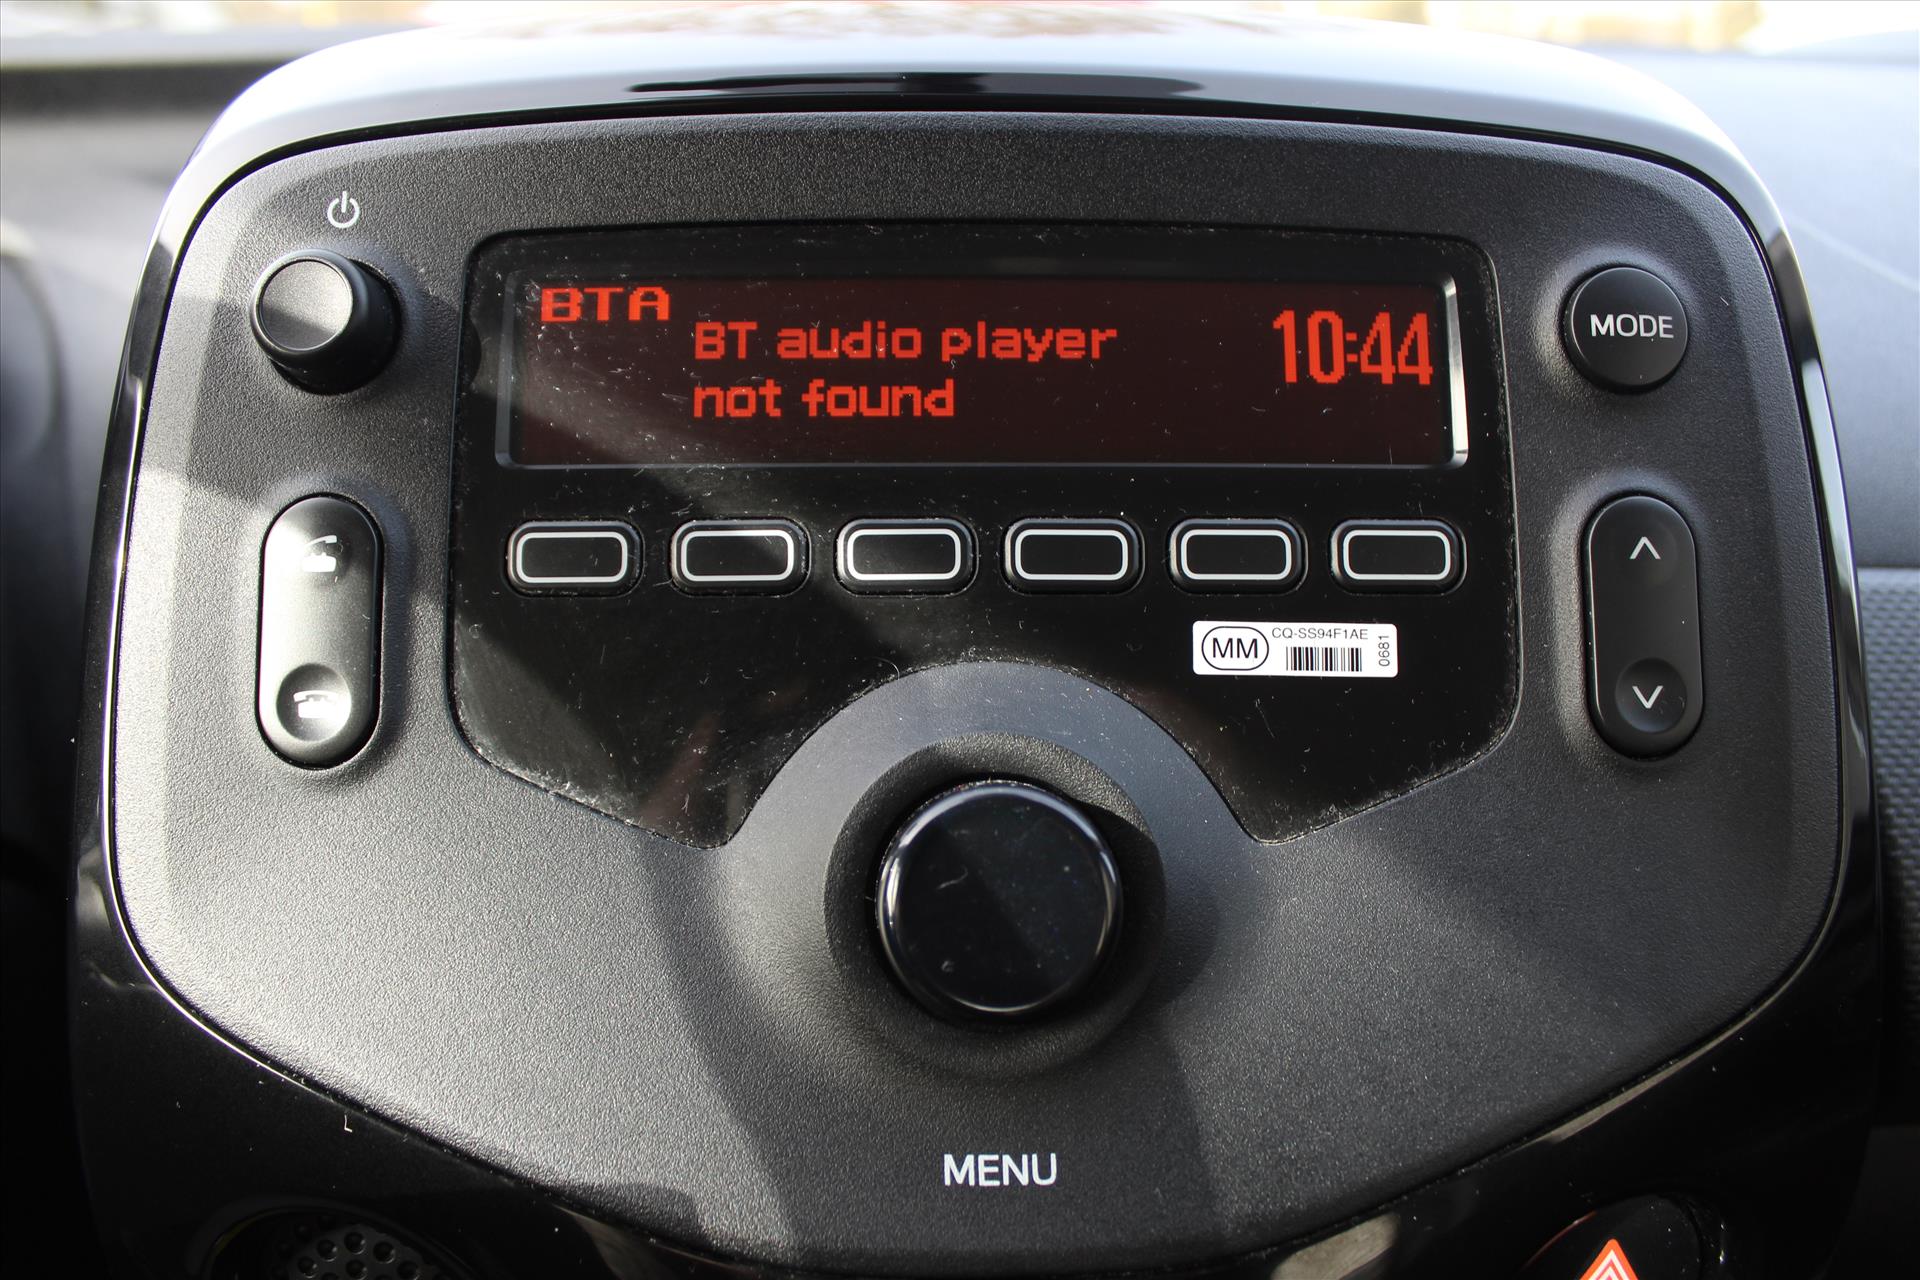 BTA
BT audio player
not found
10:44
MODE
MM
CQ-SS94F1AE
0681
MENU